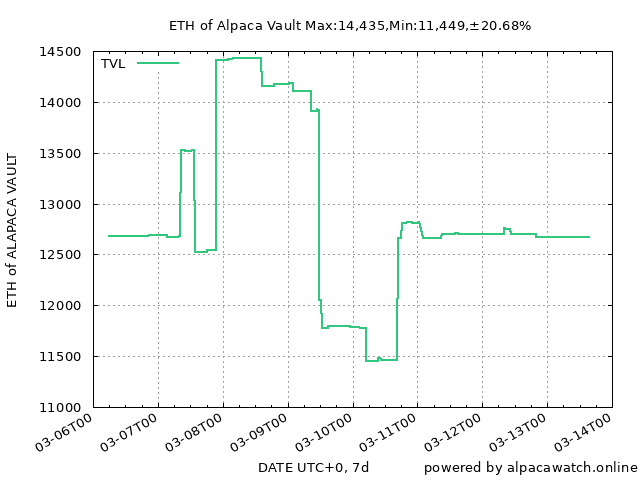 ETH of Alpaca Vault Max:14,435,Min:11,449,±20.68%
TVL
14500
14000
13500
13000
12500
12000
11500
11000
ETH of ALAPACA VAULT
03-06T00
03-07T00
03-08T00
03-09T00
03-10T00
03-11T00
03-12T00
03-13T00
03-14T00
DATE UTC+0, 7d
powered by alpacawatch.online